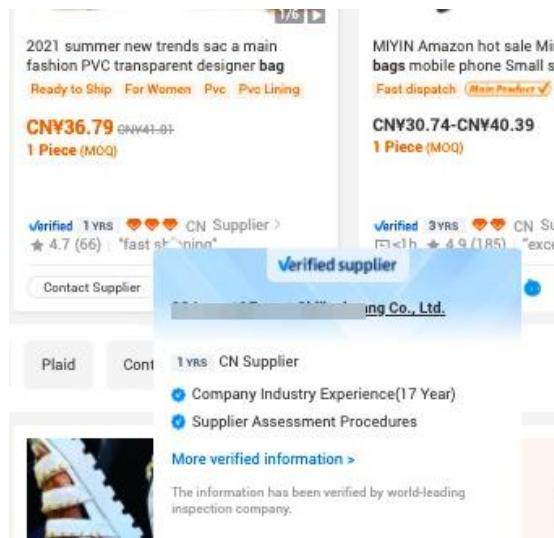 1/6
2021 summer new trends sac a main
fashion PVC transparent designer bag
Ready to Ship For Women Pvc Pvc Lining
CN¥36.79 CN¥41.81
1 Piece (MOQ)
Verified 1 YRS CN Supplier >
4.7 (66) "fast
Contact Supplier
MIYIN Amazon hot sale
bags mobile phone Small
Fast dispatch Main Product
CN¥30.74-CN¥40.39
1 Piece (MOQ)
Verified 3 YRS CN
<1h 4.9 (185)
Verified supplier
Co., Ltd.
1 YRS CN Supplier
Company Industry Experience(17 Year)
Supplier Assessment Procedures
More verified information >
The information has been verified by world-leading
inspection company.
Plaid